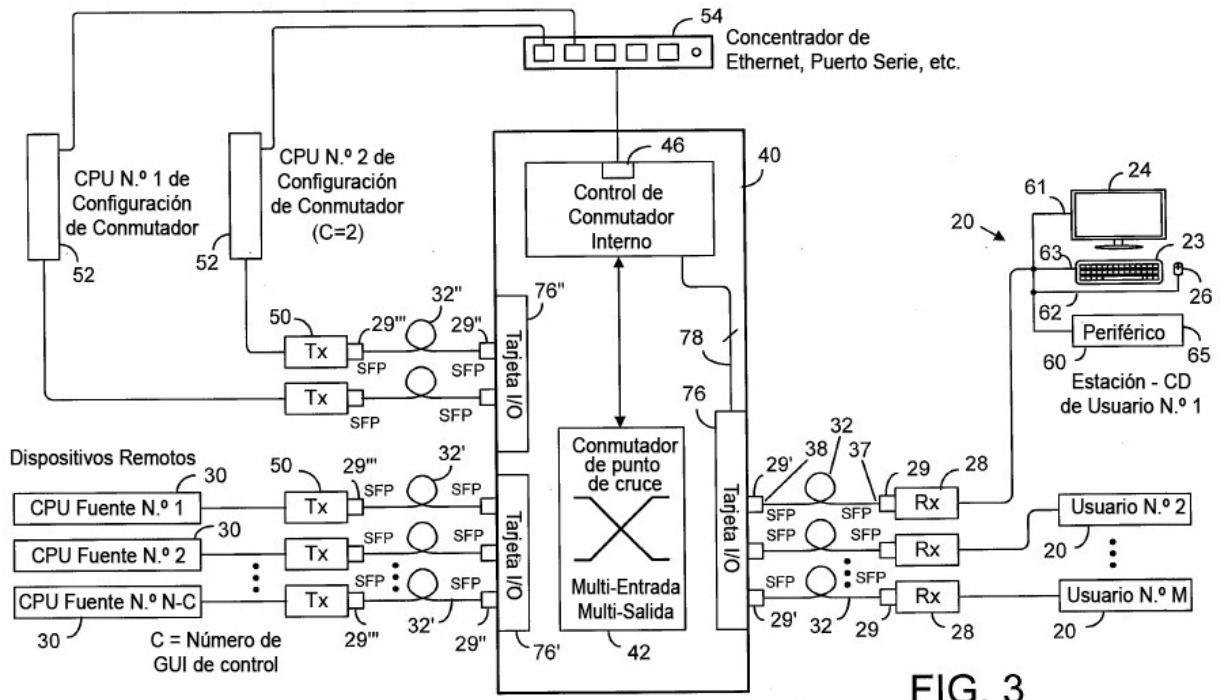 54
Concentrador de
Ethernet, Puerto Serie, etc.
CPU N.º 1 de
Configuración
de Conmutador
52
CPU N.º 2 de
Configuración
de Conmutador
(C=2)
52
46
40
Control de
Conmutador
Interno
24
61
20
23
63
26
62
Periférico
60
65
Estación - CD
de Usuario N.º 1
76"
78
76
50
Tx
29'''
SFP
32"
29"
SFP
Tarjeta I/O
Tx
SFP
SFP
Dispositivos Remotos
30
CPU Fuente N.º 1
50
Tx
29'''
SFP
32'
SFP
30
CPU Fuente N.º 2
Tx
SFP
SFP
CPU Fuente N.º N-C
30
Tx
SFP
29'''
SFP
32'
29"
Tarjeta I/O
76'
C = Número de
GUI de control
Conmutador
de punto
de cruce
Multi-Entrada
Multi-Salida
42
Tarjeta I/O
29'
38
SFP
32
37
SFP
29
Rx
28
SFP
SFP
Rx
Usuario N.º 2
20
SFP
29'
32
SFP
29
Rx
28
Usuario N.º M
20
FIG. 3